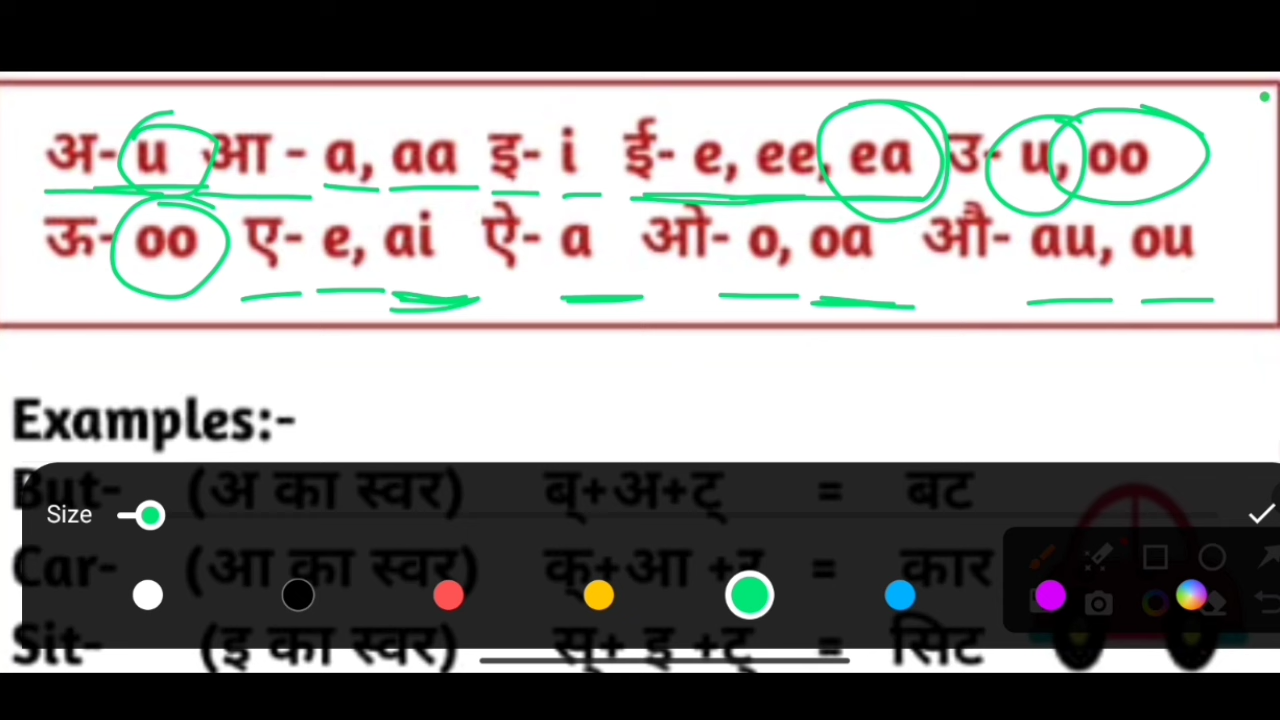 अ- u आ - a, aa इ- i ई- e, ee, ea उ- u, oo
ऊ- oo ए- e, ai ऐ- a ओ- o, oa औ- au, ou
Examples:-
But- (अ का स्वर) ब्+अ+ट् = बट
Size
Car- (आ का स्वर) क्+आ +र = कार
Sit- (इ का स्वर) स्+ इ +ट् = सिट